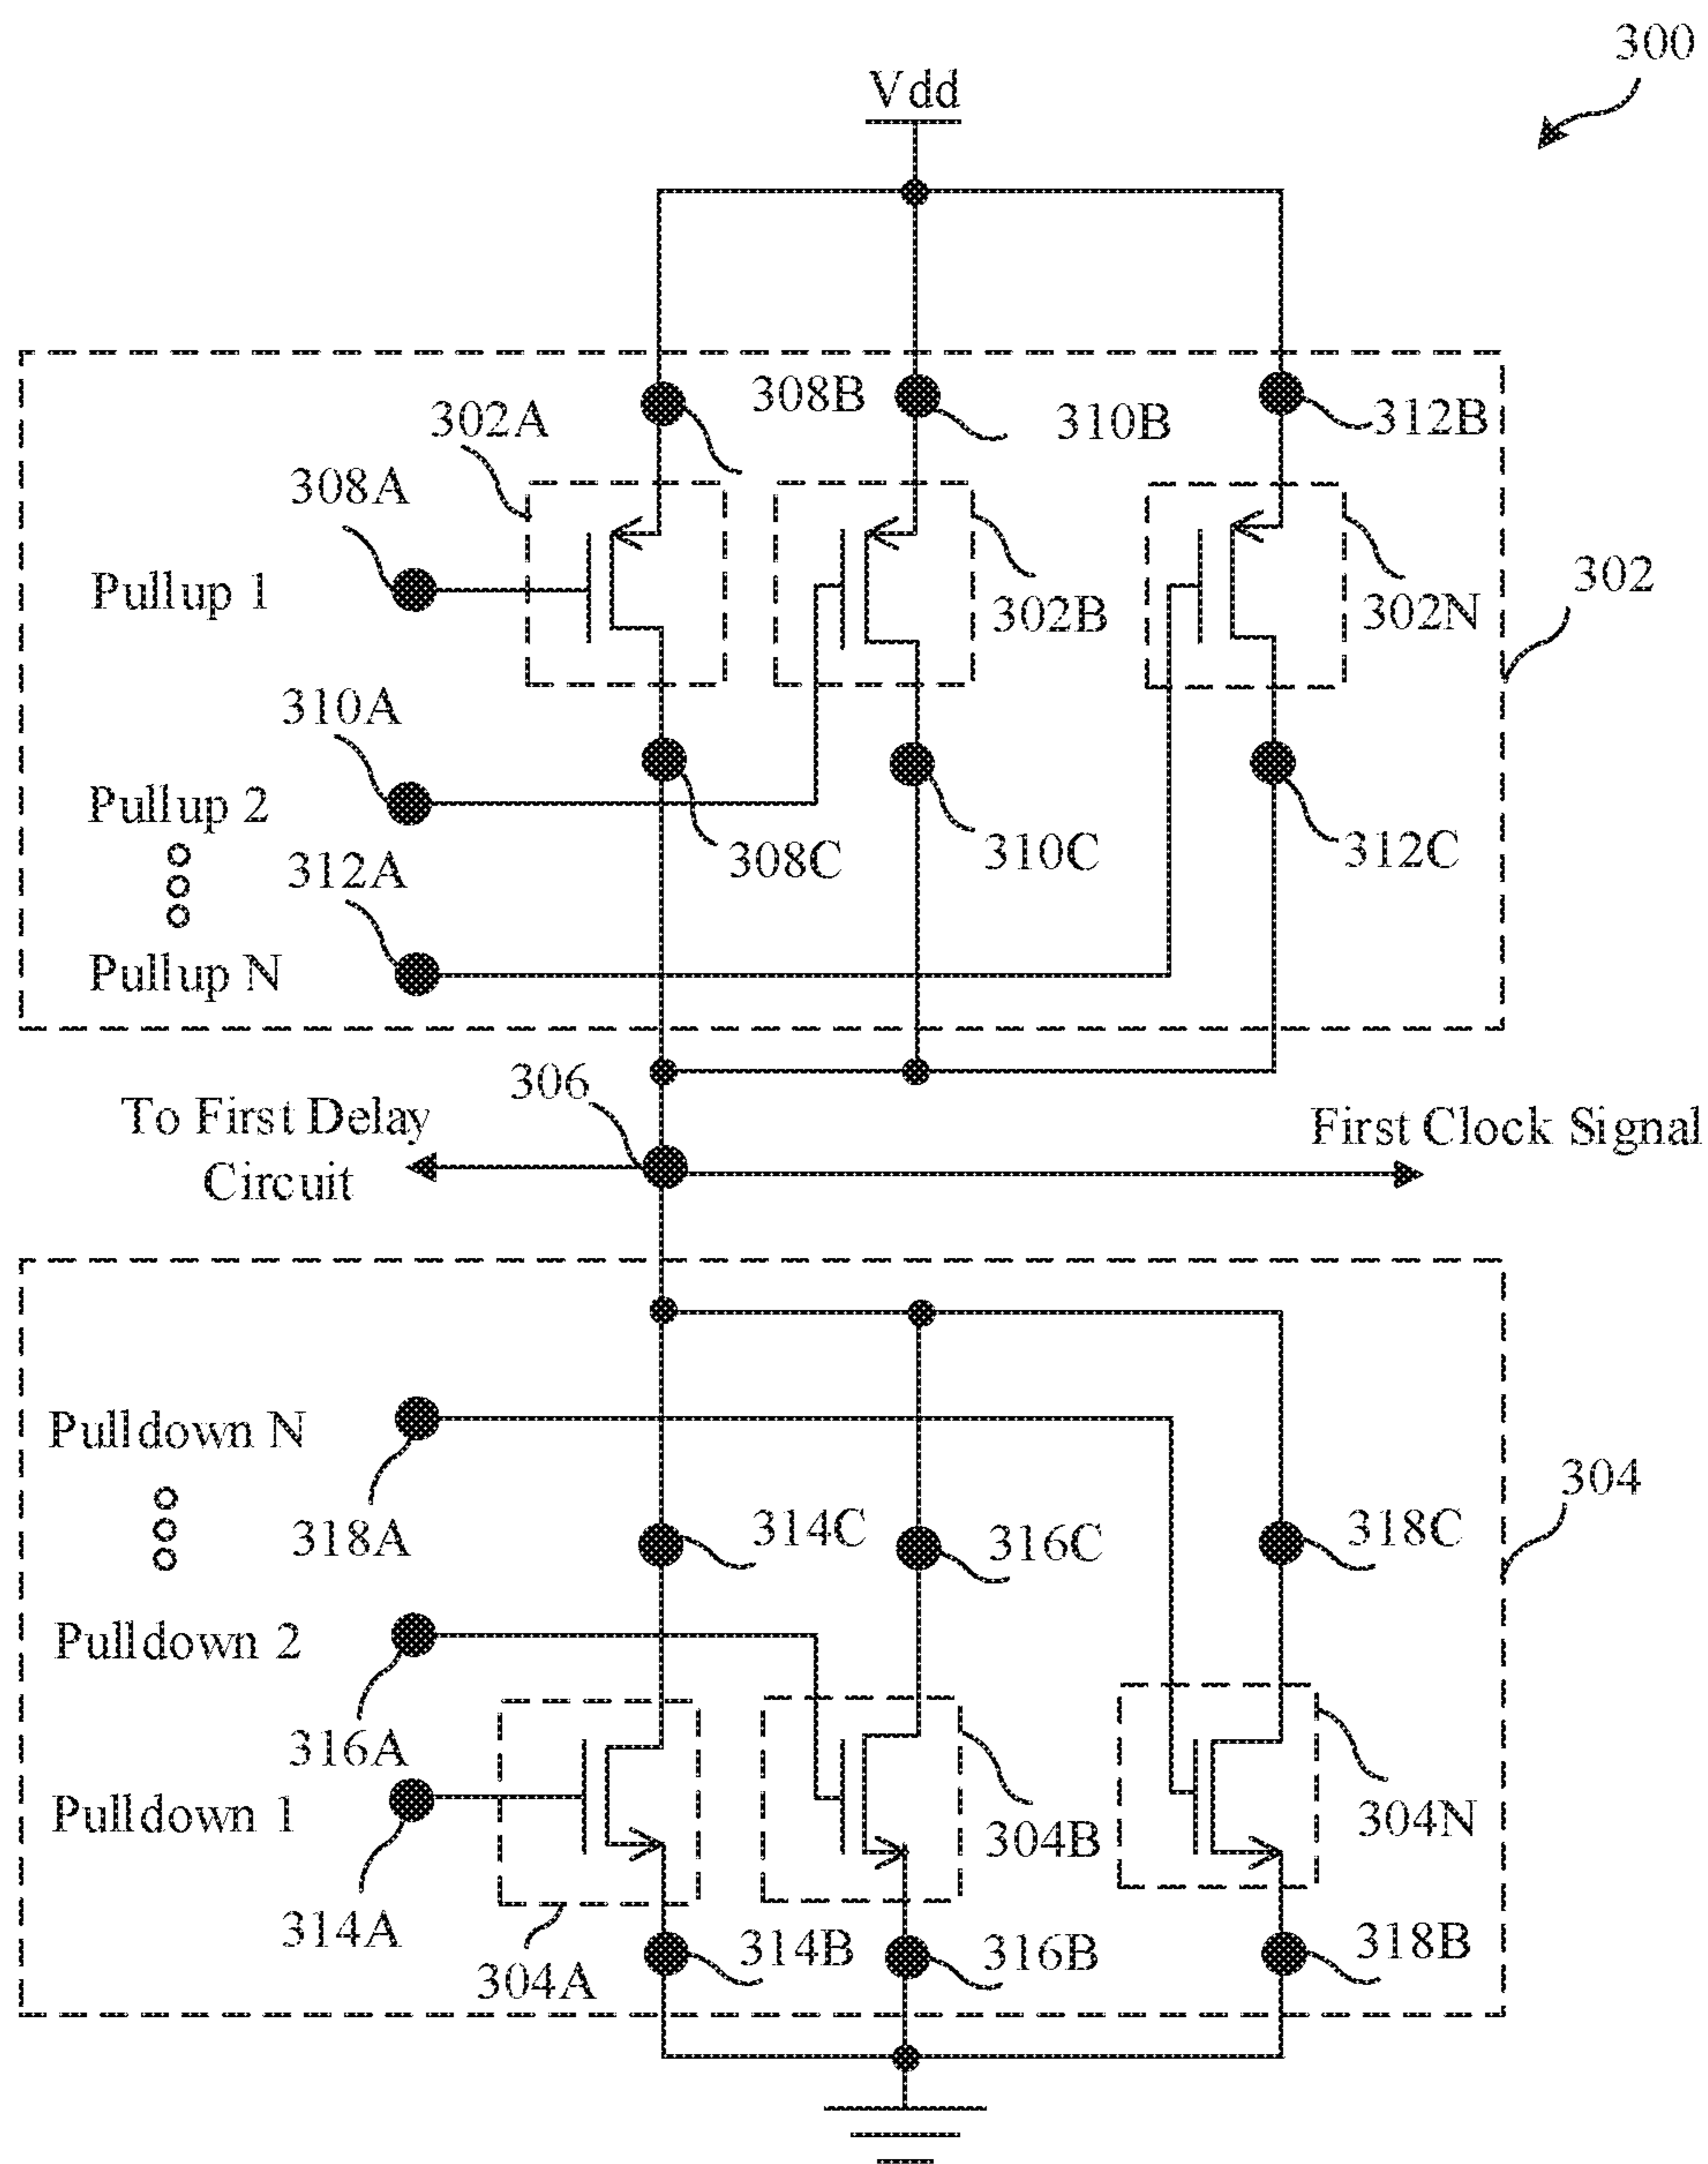 300
Vdd
308B
310B
312B
302A
308A
Pullup 1
302B
302N
302
310A
Pullup 2
308C
310C
312C
312A
Pullup N
306
To First Delay
Circuit
First Clock Signal
Pulldown N
318A
314C
316C
318C
304
Pulldown 2
316A
Pulldown 1
304B
304N
314A
304A
314B
316B
318B